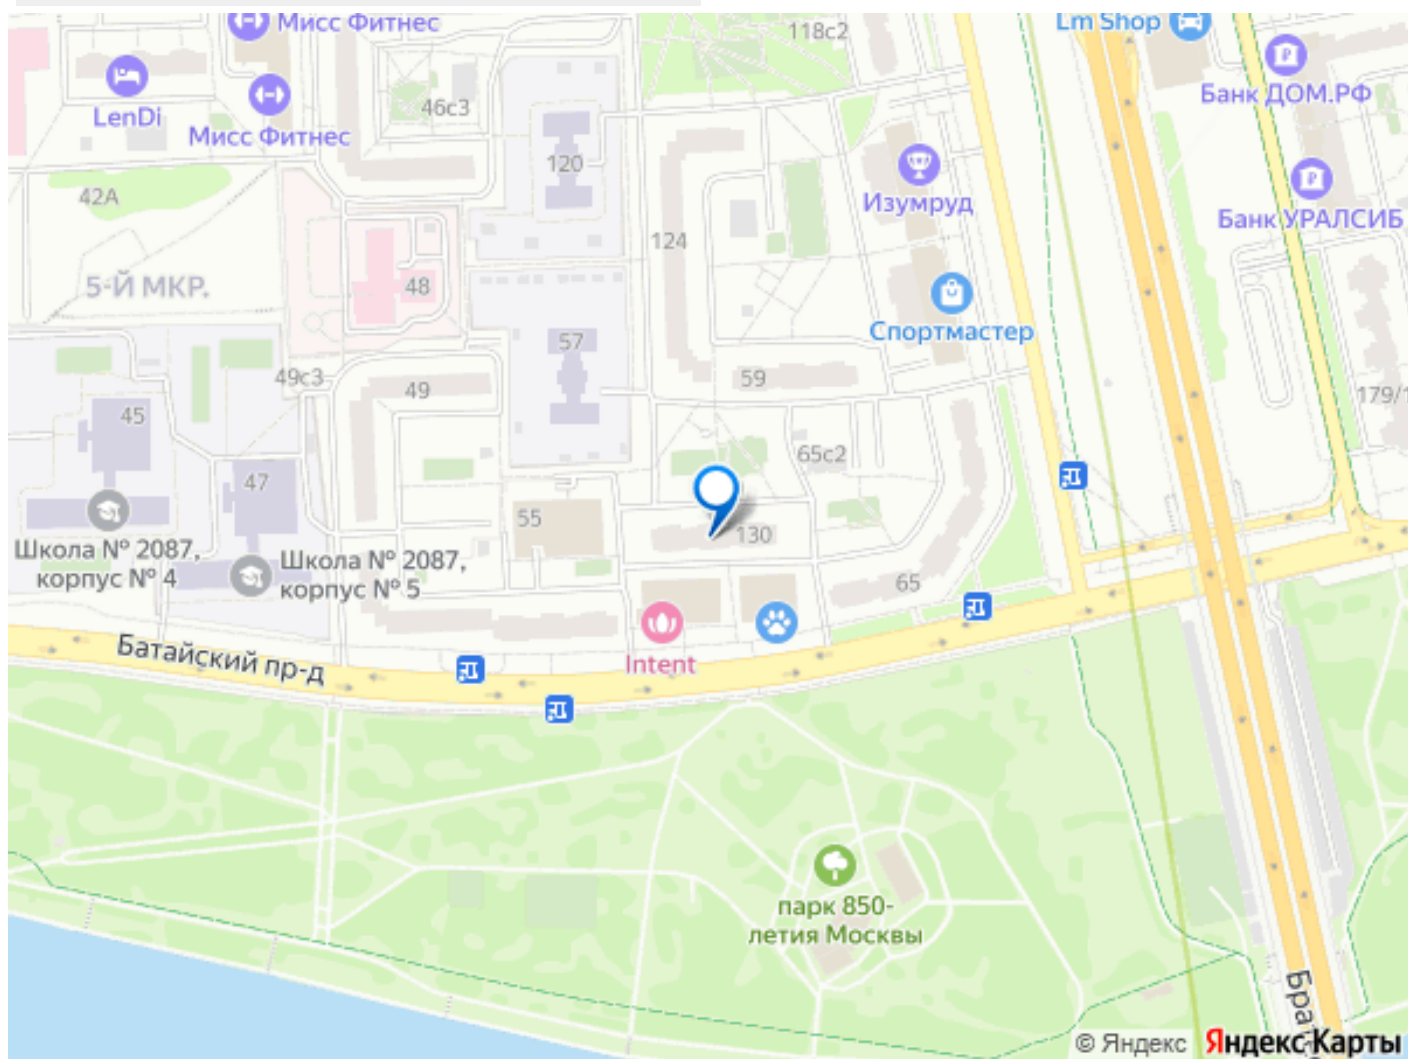 Мисс Фитнес
118с2
Lm Shop
LenDi
46с3
Мисс Фитнес
Банк ДОМ.РФ
120
Изумруд
Банк УРАЛСИБ
42А
124
5-Й МКР.
48
Спортмастер
57
49с3
49
59
179/1
45
65с2
47
55
130
Школа № 2087,
корпус № 4
Школа № 2087,
корпус № 5
65
Батайский пр-д
Intent
парк 850-
летия Москвы
Брат
© Яндекс
Яндекс Карты